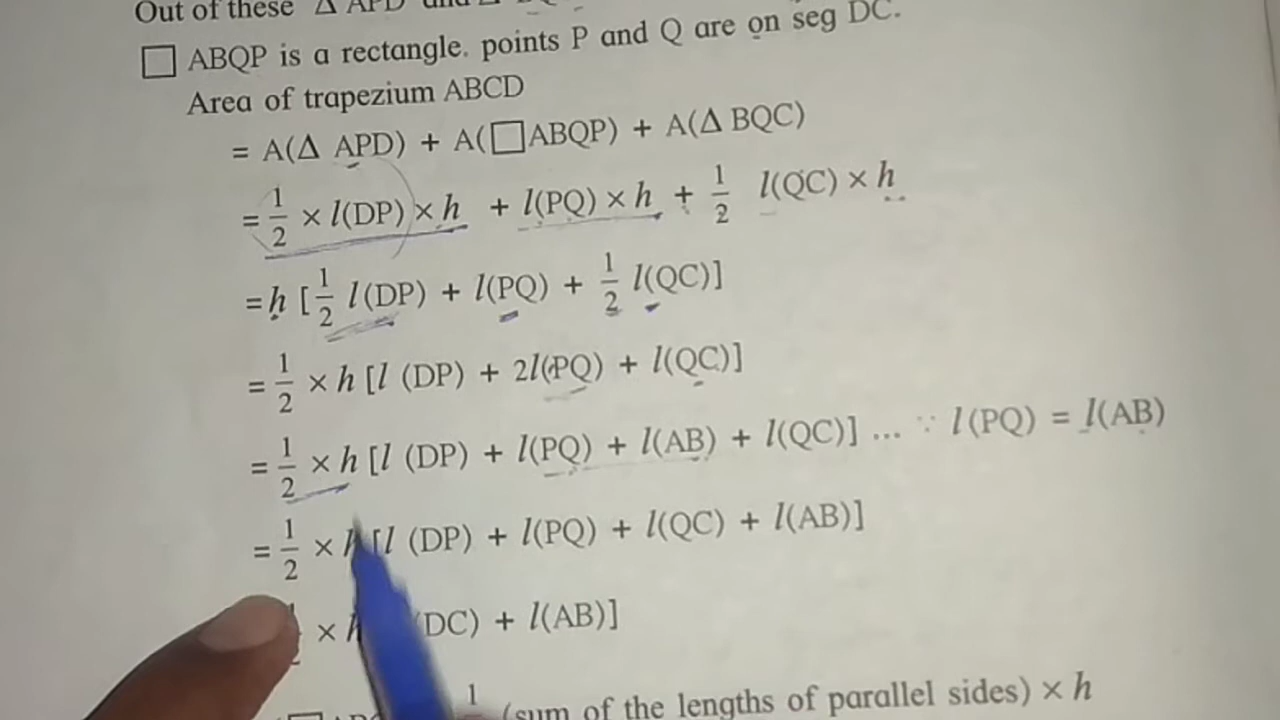 Out of these Δ APD and Δ
□ ABQP is a rectangle. points P and Q are on seg DC.
Area of trapezium ABCD
= A(Δ APD) + A(□ABQP) + A(Δ BQC)
= 1/2 × l(DP) × h + l(PQ) × h + 1/2 l(QC) × h
= h [1/2 l(DP) + l(PQ) + 1/2 l(QC)]
= 1/2 × h [l (DP) + 2l(PQ) + l(QC)]
= 1/2 × h [l (DP) + l(PQ) + l(AB) + l(QC)] ... ∵ l(PQ) = l(AB)
= 1/2 × h [l (DP) + l(PQ) + l(QC) + l(AB)]
× h (DC) + l(AB)]
1 (sum of the lengths of parallel sides) × h